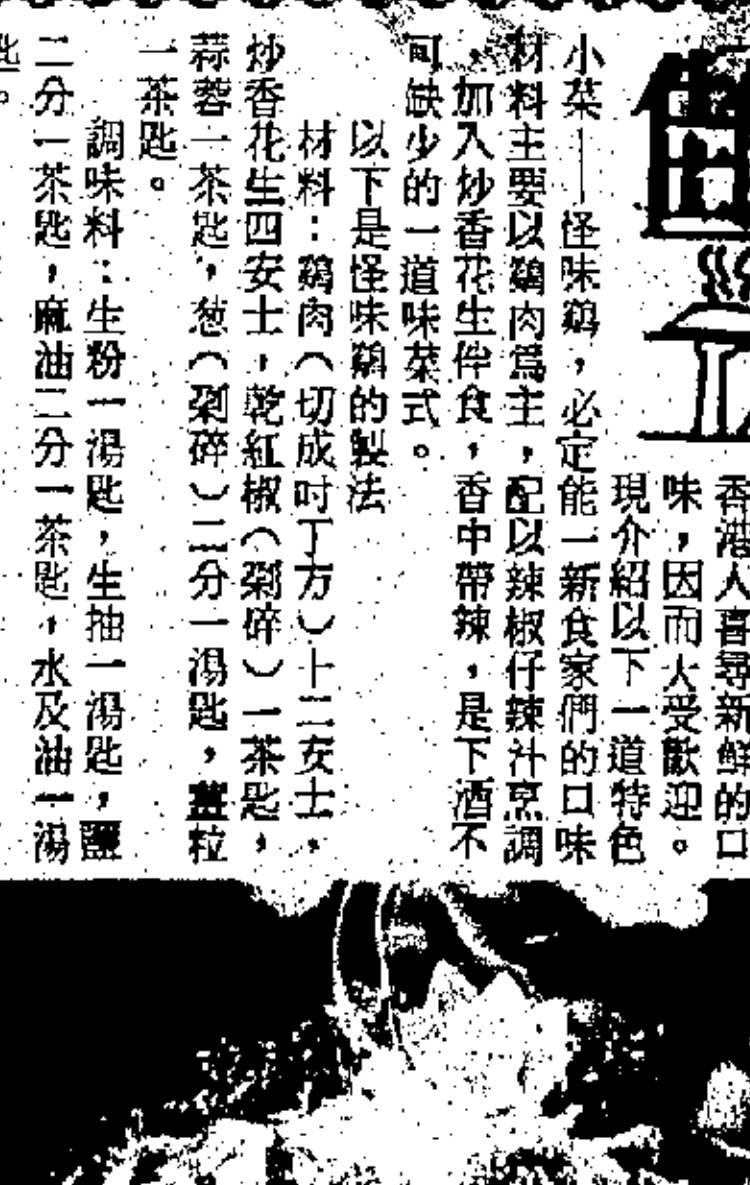 香港人喜尋新鮮的口
味，因而大受歡迎。
現介紹以下一道特色
小菜——怪味鷄，必定能一新食家們的口味
材料主要以鷄肉爲主，配以辣椒仔辣汁烹調
，加入炒香花生伴食，香中帶辣，是下酒不
可缺少的一道味菜式。
以下是怪味鷄的製法
材料：鷄肉（切成吋丁方）十二安士，
炒香花生四安士，乾紅椒（剁碎）一茶匙，
蒜蓉一茶匙，葱（剁碎）二分一湯匙，薑粒
一茶匙。
調味料：生粉一湯匙，生抽一湯匙，鹽
二分一茶匙，麻油二分一茶匙，水及油一湯
匙。